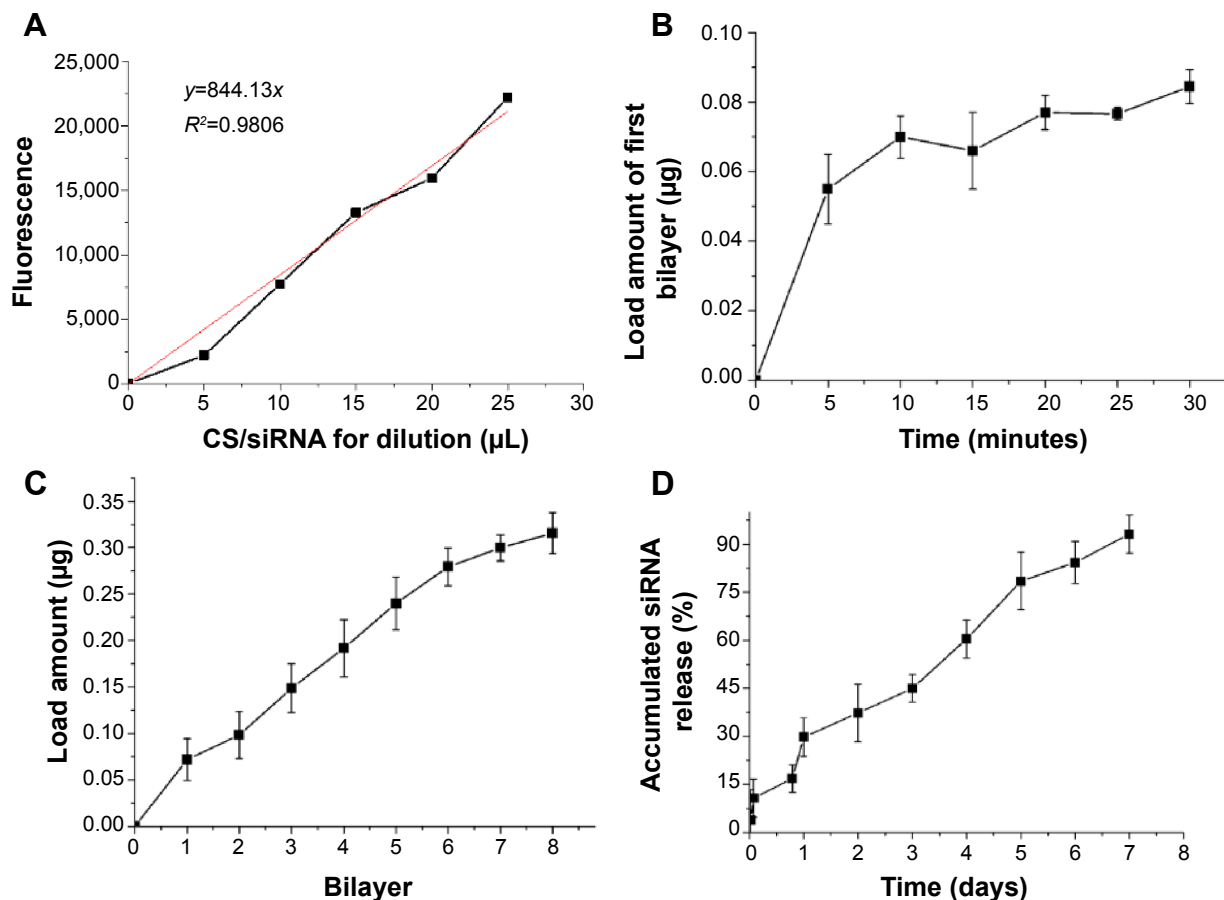 A
25,000
20,000
15,000
10,000
5,000
0
y=844.13x
R²=0.9806
Fluorescence
0 5 10 15 20 25 30
CS/siRNA for dilution (µL)
B
0.10
0.08
0.06
0.04
0.02
0.00
Load amount of first
bilayer (µg)
0 5 10 15 20 25 30
Time (minutes)
C
0.35
0.30
0.25
0.20
0.15
0.10
0.05
0.00
Load amount (µg)
0 1 2 3 4 5 6 7 8
Bilayer
D
90
75
60
45
30
15
0
Accumulated siRNA
release (%)
0 1 2 3 4 5 6 7 8
Time (days)